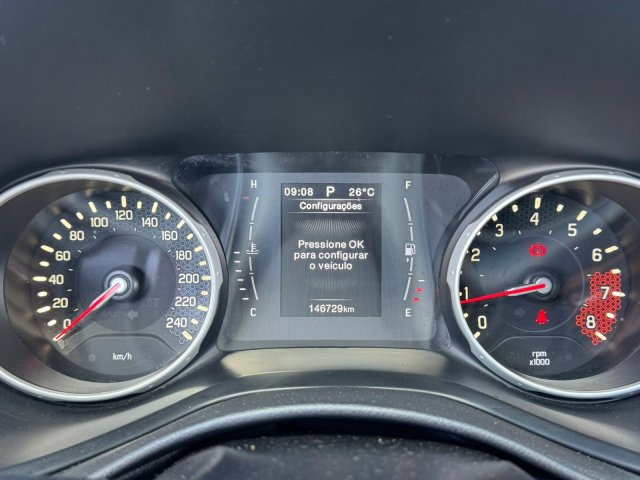 0
20
40
60
80
100
120
140
160
180
200
220
240
km/h
H
C
09:08 P 26°C
Configurações
Pressione OK
para configurar
o veículo
146729km
F
E
0
1
2
3
4
5
6
7
8
rpm
x1000